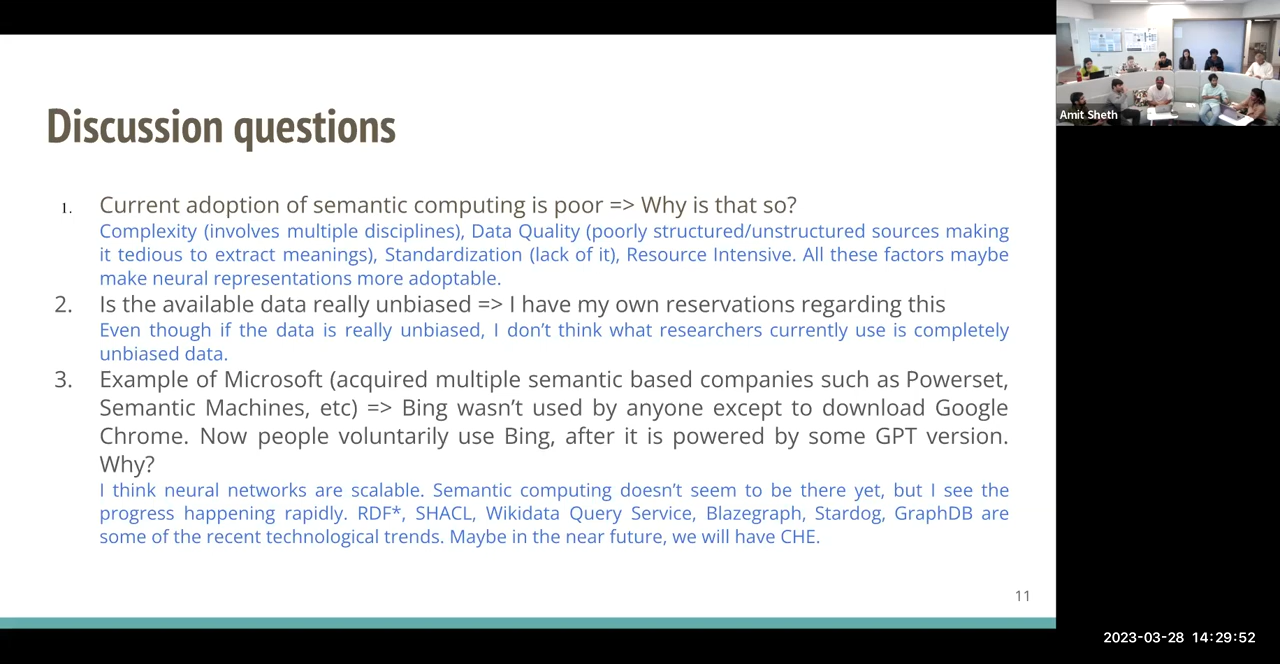 Discussion questions
1. Current adoption of semantic computing is poor => Why is that so?
Complexity (involves multiple disciplines), Data Quality (poorly structured/unstructured sources making
it tedious to extract meanings), Standardization (lack of it), Resource Intensive. All these factors maybe
make neural representations more adoptable.
2. Is the available data really unbiased => I have my own reservations regarding this
Even though if the data is really unbiased, I don’t think what researchers currently use is completely
unbiased data.
3. Example of Microsoft (acquired multiple semantic based companies such as Powerset,
Semantic Machines, etc) => Bing wasn’t used by anyone except to download Google
Chrome. Now people voluntarily use Bing, after it is powered by some GPT version.
Why?
I think neural networks are scalable. Semantic computing doesn’t seem to be there yet, but I see the
progress happening rapidly. RDF*, SHACL, Wikidata Query Service, Blazegraph, Stardog, GraphDB are
some of the recent technological trends. Maybe in the near future, we will have CHE.
11
Amit Sheth
2023-03-28 14:29:52